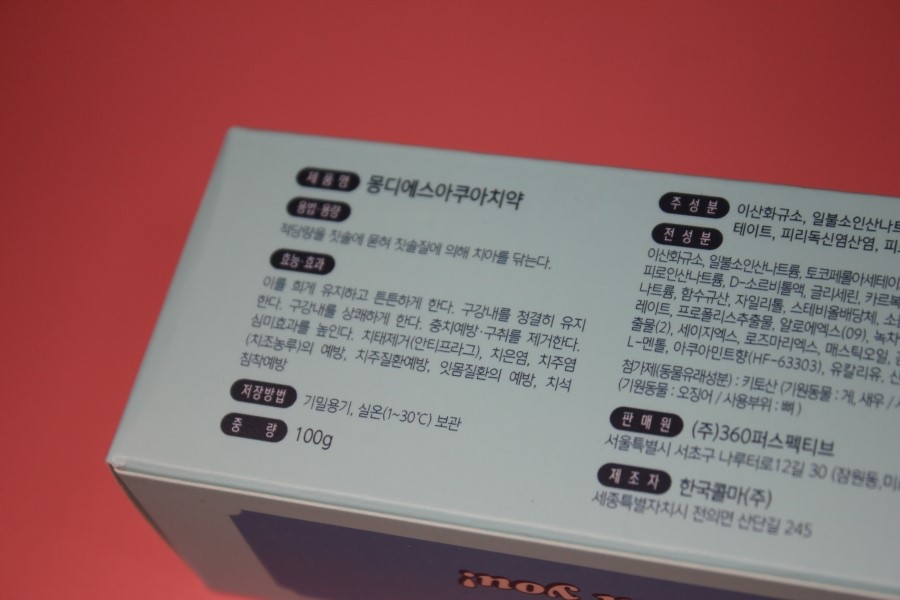 제품명 몽디에스아쿠아치약
용법·용량
적당량을 칫솔에 묻혀 칫솔질에 의해 치아를 닦는다.
효능·효과
이를 희게 유지하고 튼튼하게 한다. 구강내를 청결히 유지
한다. 구강내를 상쾌하게 한다. 충치예방·구취를 제거한다.
심미효과를 높인다. 치태제거(안티프라그), 치은염, 치주염
(치조농루)의 예방, 치주질환예방, 잇몸질환의 예방, 치석
침착예방
저장방법 기밀용기, 실온(1~30℃) 보관
중량 100g
주성분 이산화규소, 일불소인산나트
테이트, 피리독신염산염, 피
전성분
이산화규소, 일불소인산나트륨, 토코페롤아세테이
피로인산나트륨, D-소르비톨액, 글리세린, 카르복
나트륨, 함수규산, 자일리톨, 스테비올배당체, 소
레이트, 프로폴리스추출물, 알로에엑스(09), 녹차
출물(2), 세이지엑스, 로즈마리엑스, 매스틱오일,
L-멘톨, 아쿠아민트향(HF-63303), 유칼리유,
첨가제(동물유래성분) : 키토산 (기원동물 : 게, 새우 /
(기원동물 : 오징어 / 사용부위 : 뼈)
판매원 (주)360퍼스펙티브
서울특별시 서초구 나루터로12길 30 (잠원동,
제조자 한국콜마(주)
세종특별자치시 전의면 산단길 245
you!